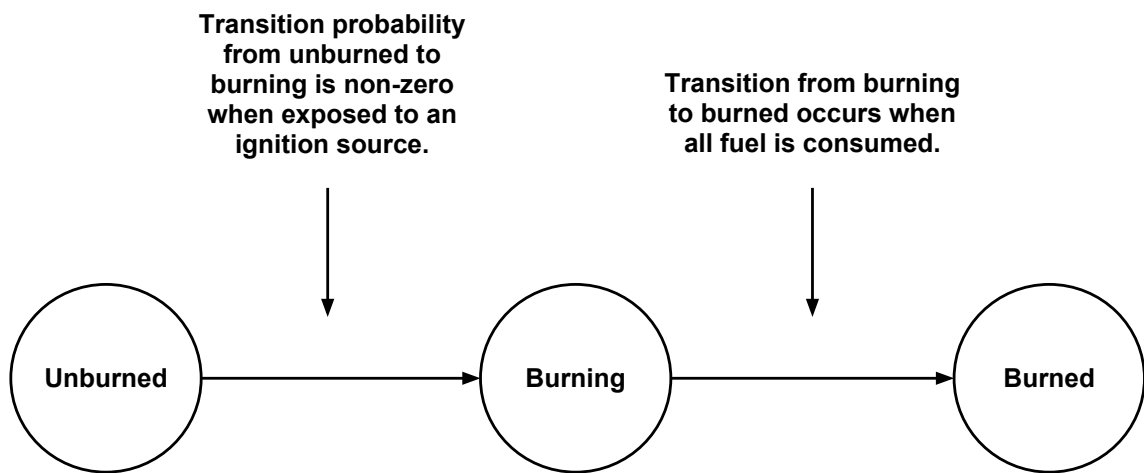 Transition probability
from unburned to
burning is non-zero
when exposed to an
ignition source.
Transition from burning
to burned occurs when
all fuel is consumed.
Unburned
Burning
Burned